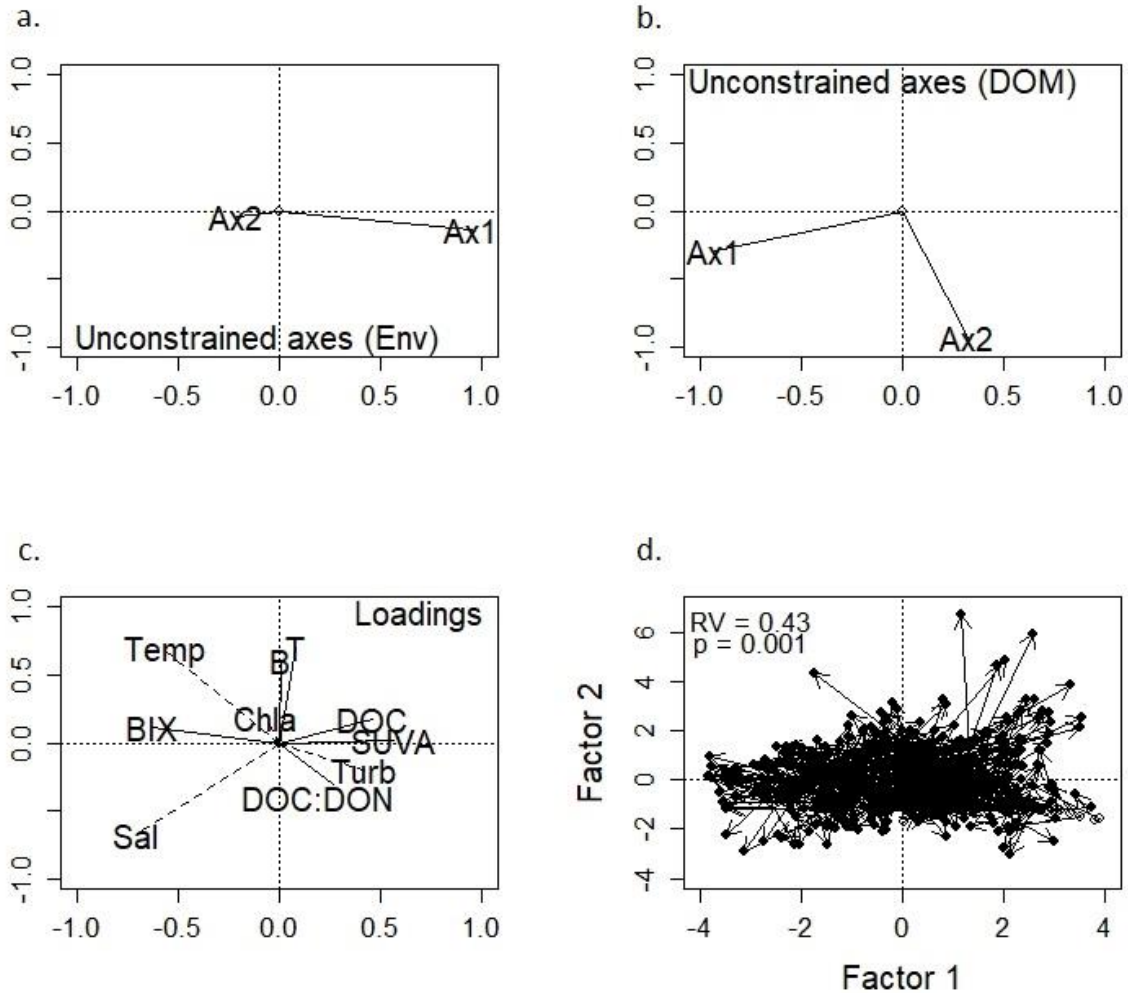 a.
1.0
0.5
0.0
-1.0
Ax2
Ax1
Unconstrained axes (Env)
-1.0 -0.5 0.0 0.5 1.0
b.
1.0
0.5
0.0
-1.0
Unconstrained axes (DOM)
Ax1
Ax2
-1.0 -0.5 0.0 0.5 1.0
c.
1.0
0.5
0.0
-1.0
Loadings
Temp
B
T
Chla
DOC
BIX
SUVA
Turb
DOC:DON
Sal
-1.0 -0.5 0.0 0.5 1.0
d.
RV = 0.43
p = 0.001
Factor 2
6
4
2
0
-2
-4
-4 -2 0 2 4
Factor 1